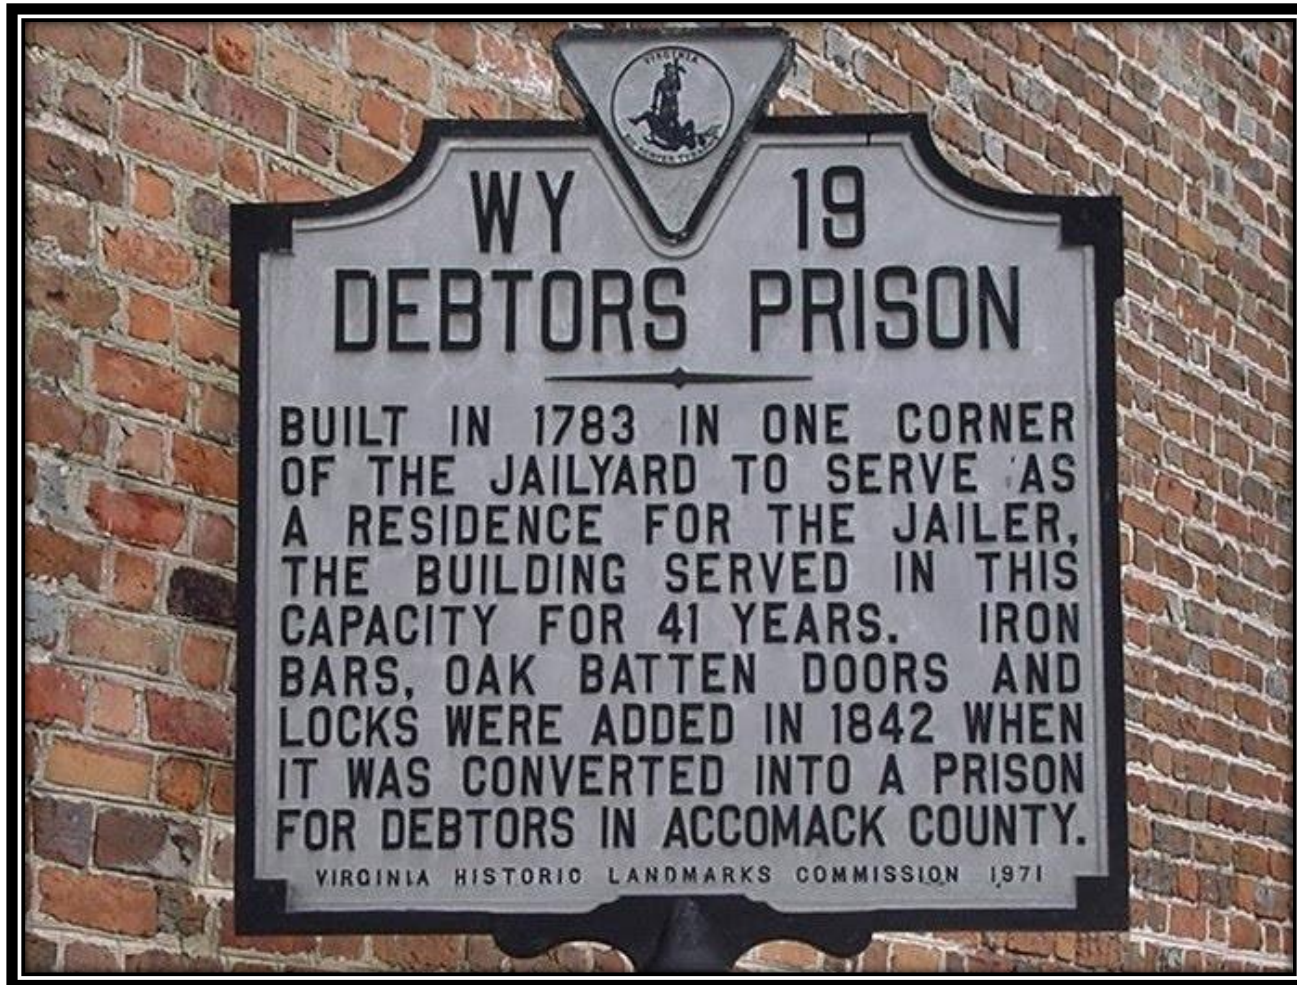 VIRGINIA
WY 19
DEBTORS PRISON
BUILT IN 1783 IN ONE CORNER
OF THE JAILYARD TO SERVE AS
A RESIDENCE FOR THE JAILER,
THE BUILDING SERVED IN THIS
CAPACITY FOR 41 YEARS. IRON
BARS, OAK BATTEN DOORS AND
LOCKS WERE ADDED IN 1842 WHEN
IT WAS CONVERTED INTO A PRISON
FOR DEBTORS IN ACCOMACK COUNTY.
VIRGINIA HISTORIC LANDMARKS COMMISSION 1971